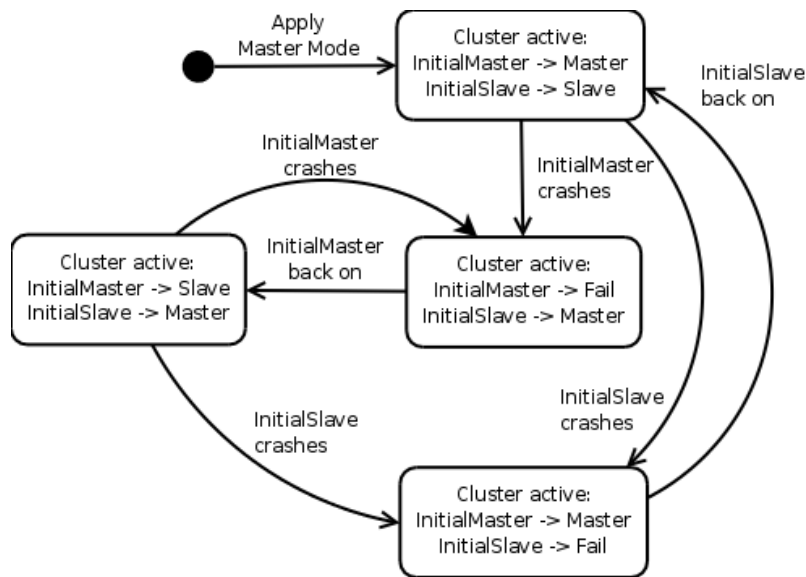 Apply
Master Mode
Cluster active:
InitialMaster -> Master
InitialSlave -> Slave
InitialSlave
back on
InitialMaster
crashes
InitialMaster
crashes
Cluster active:
InitialMaster -> Slave
InitialSlave -> Master
InitialMaster
back on
Cluster active:
InitialMaster -> Fail
InitialSlave -> Master
InitialSlave
crashes
InitialSlave
crashes
Cluster active:
InitialMaster -> Master
InitialSlave -> Fail